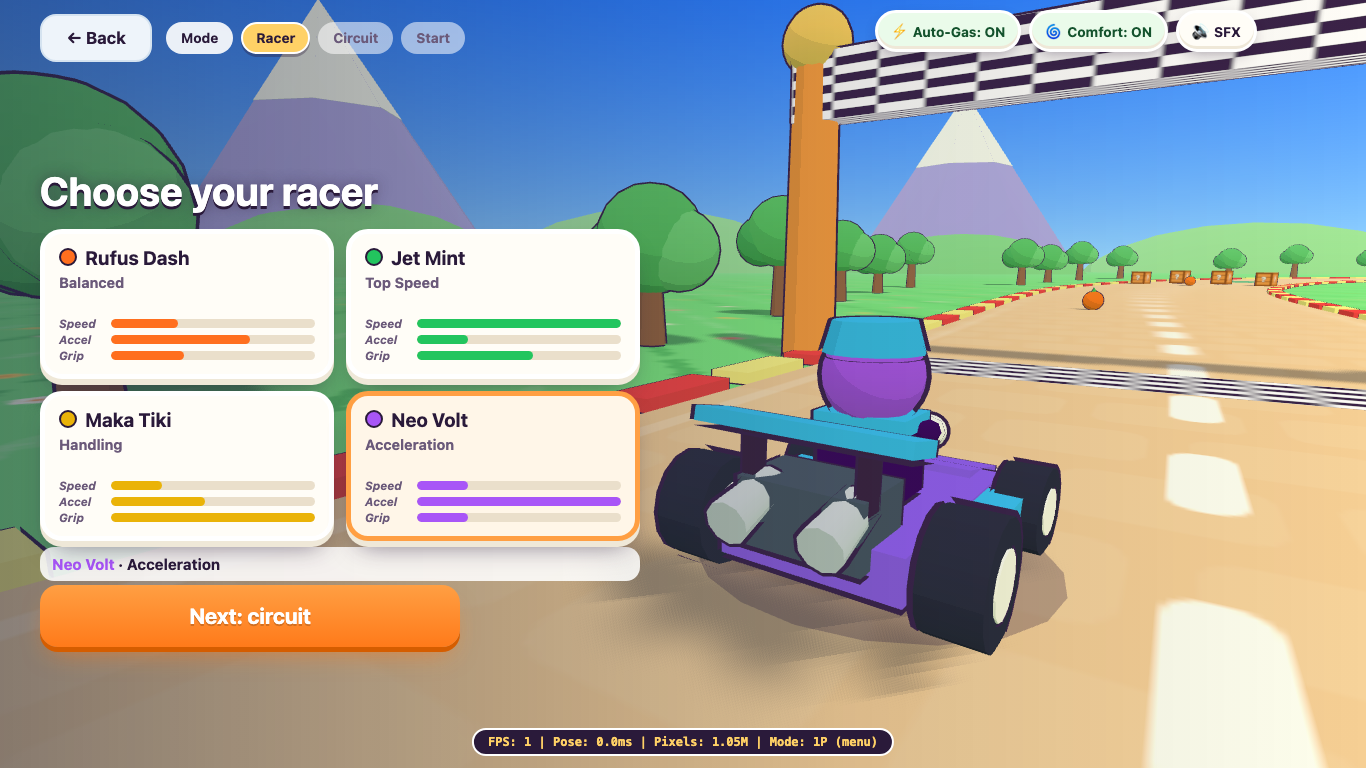 ← Back
Mode
Racer
Circuit
Start
⚡ Auto-Gas: ON
🌀 Comfort: ON
🔈 SFX
Choose your racer
Rufus Dash
Balanced
Speed
Accel
Grip
Jet Mint
Top Speed
Speed
Accel
Grip
Maka Tiki
Handling
Speed
Accel
Grip
Neo Volt
Acceleration
Speed
Accel
Grip
Neo Volt · Acceleration
Next: circuit
FPS: 1 | Pose: 0.0ms | Pixels: 1.05M | Mode: 1P (menu)